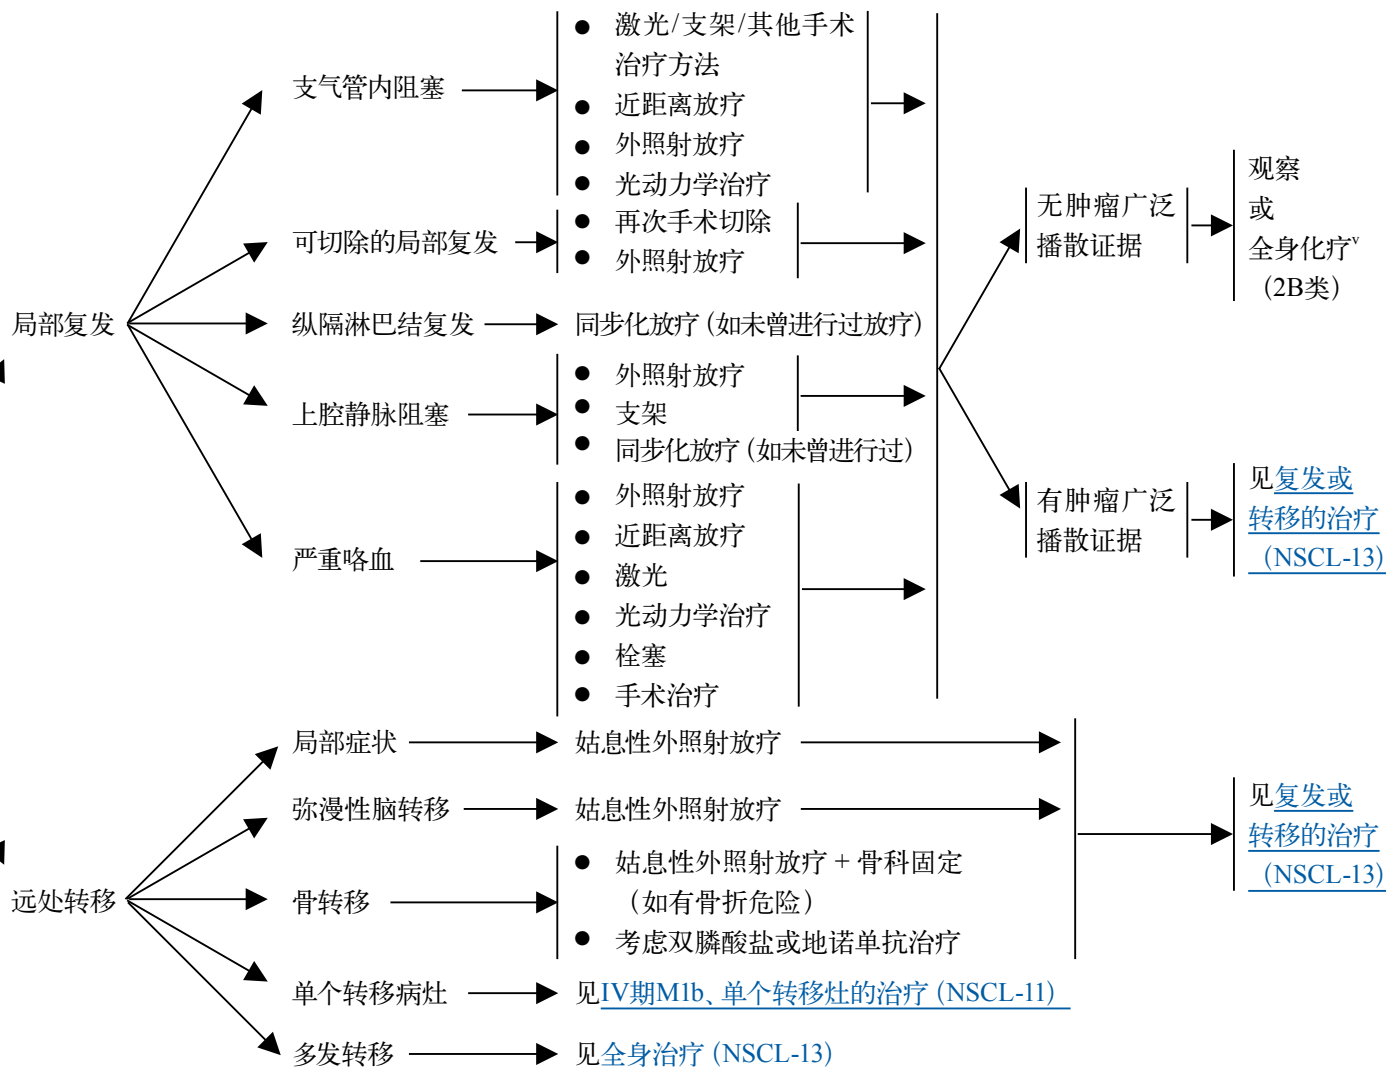 局部复发
支气管内阻塞
● 激光/支架/其他手术
治疗方法
● 近距离放疗
● 外照射放疗
● 光动力学治疗
可切除的局部复发
● 再次手术切除
● 外照射放疗
纵隔淋巴结复发
同步化放疗（如未曾进行过放疗）
上腔静脉阻塞
● 外照射放疗
● 支架
● 同步化放疗（如未曾进行过）
严重咯血
● 外照射放疗
● 近距离放疗
● 激光
● 光动力学治疗
● 栓塞
● 手术治疗
无肿瘤广泛
播散证据
观察
或
全身化疗v
（2B类）
有肿瘤广泛
播散证据
见复发或
转移的治疗
（NSCL-13）
远处转移
局部症状
姑息性外照射放疗
弥漫性脑转移
姑息性外照射放疗
骨转移
● 姑息性外照射放疗 + 骨科固定
（如有骨折危险）
● 考虑双膦酸盐或地诺单抗治疗
见复发或
转移的治疗
（NSCL-13）
单个转移病灶
见IV期M1b、单个转移灶的治疗（NSCL-11）
多发转移
见全身治疗（NSCL-13）